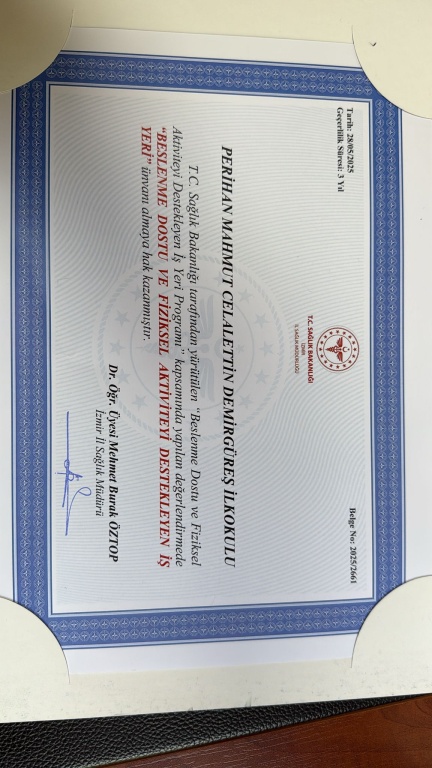 Tarih: 28/05/2025
Geçerlilik Süresi: 3 Yıl
Belge No: 2025/2661
T.C. SAĞLIK BAKANLIĞI
İZMİR
İL SAĞLIK MÜDÜRLÜĞÜ
PERİHAN MAHMUT CELALETTİN DEMİRGÜREŞ İLKOKULU
T.C. Sağlık Bakanlığı tarafından yürütülen "Beslenme Dostu ve Fiziksel
Aktiviteyi Destekleyen İş Yeri Programı" kapsamında yapılan değerlendirmede
"BESLENME DOSTU VE FİZİKSEL AKTİVİTEYİ DESTEKLEYEN İŞ
YERİ" ünvanı almaya hak kazanmıştır.
Dr. Öğr. Üyesi Mehmet Burak ÖZTOP
İzmir İl Sağlık Müdürü